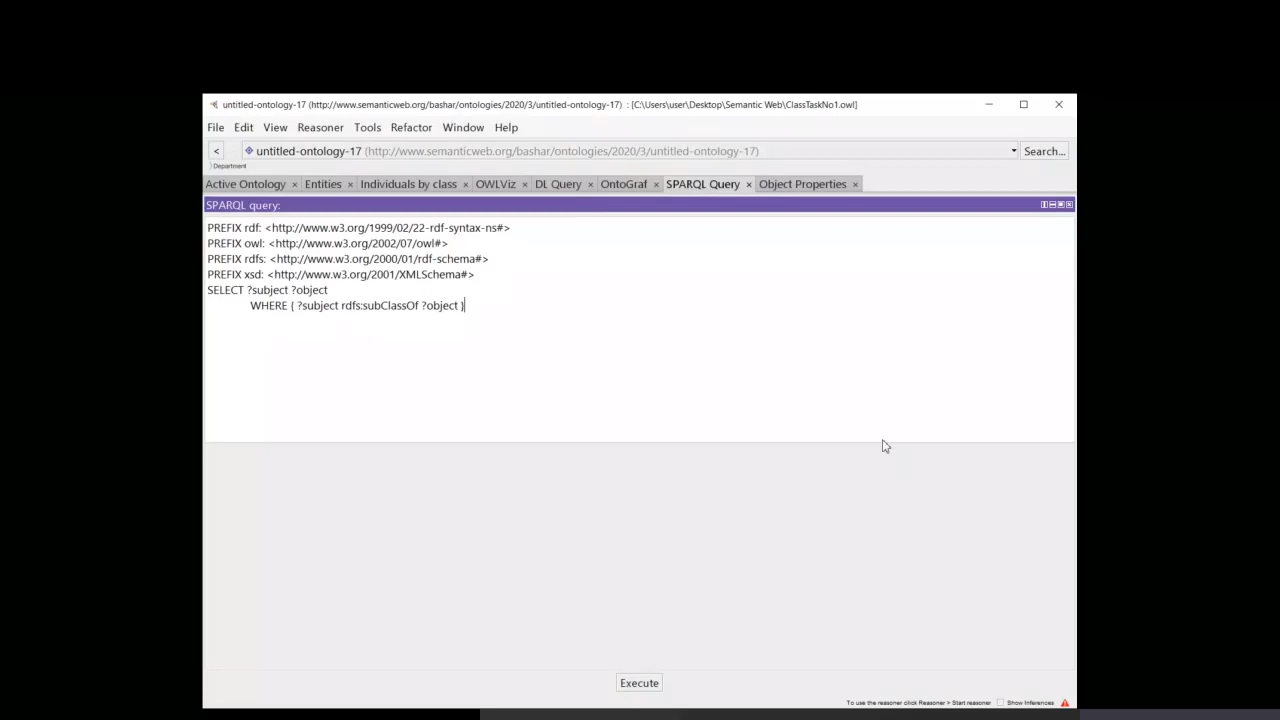 untitled-ontology-17 (http://www.semanticweb.org/bashar/ontologies/2020/3/untitled-ontology-17) : [C:\Users\user\Desktop\Semantic Web\ClassTaskNo1.owl]
File Edit View Reasoner Tools Refactor Window Help
< untitled-ontology-17 (http://www.semanticweb.org/bashar/ontologies/2020/3/untitled-ontology-17) Search...
Department
Active Ontology × Entities × Individuals by class × OWLViz × DL Query × OntoGraf × SPARQL Query × Object Properties ×
SPARQL query:
PREFIX rdf: <http://www.w3.org/1999/02/22-rdf-syntax-ns#>
PREFIX owl: <http://www.w3.org/2002/07/owl#>
PREFIX rdfs: <http://www.w3.org/2000/01/rdf-schema#>
PREFIX xsd: <http://www.w3.org/2001/XMLSchema#>
SELECT ?subject ?object
WHERE { ?subject rdfs:subClassOf ?object }
Execute
To use the reasoner click Reasoner > Start reasoner Show Inferences